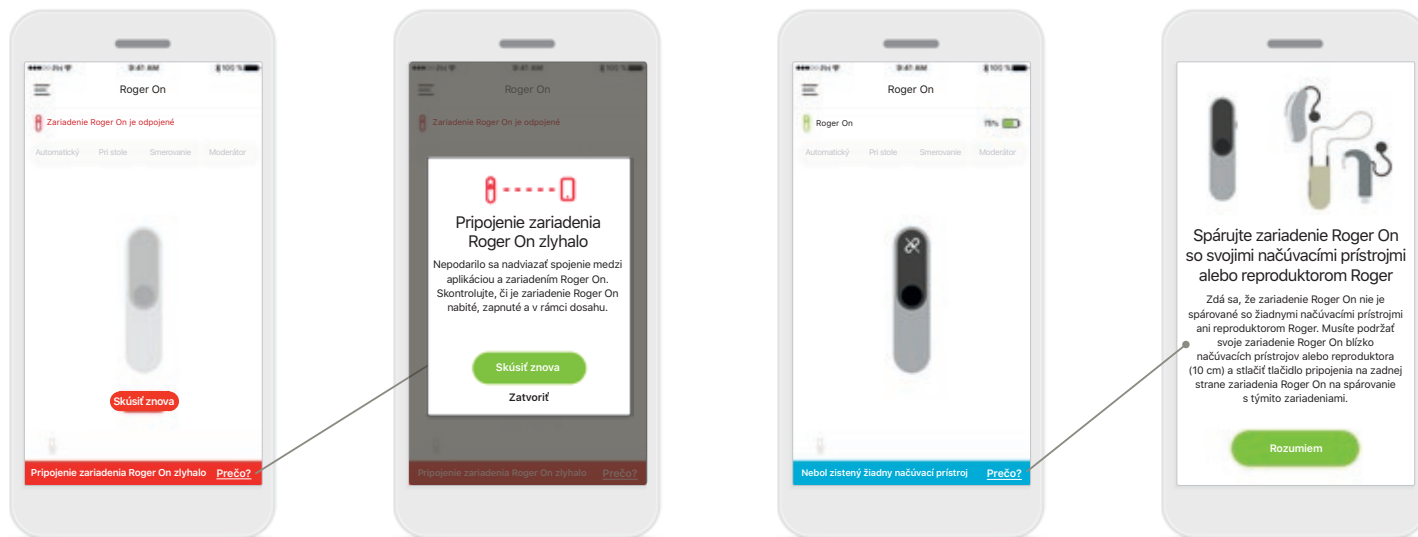 9:41 AM
100 %
Roger On
Zariadenie Roger On je odpojené
Automatický Pri stole Smerovanie Moderátor
Skúsiť znova
Pripojenie zariadenia Roger On zlyhalo Prečo?
9:41 AM
100 %
Roger On
Zariadenie Roger On je odpojené
Automatický Pri stole Smerovanie Moderátor
Pripojenie zariadenia
Roger On zlyhalo
Nepodarilo sa nadviazať spojenie medzi
aplikáciou a zariadením Roger On.
Skontrolujte, či je zariadenie Roger On
nabité, zapnuté a v rámci dosahu.
Skúsiť znova
Zatvoriť
Pripojenie zariadenia Roger On zlyhalo Prečo?
9:41 AM
100 %
Roger On
Roger On 75%
Automatický Pri stole Smerovanie Moderátor
Nebol zistený žiadny načúvací prístroj Prečo?
Spárujte zariadenie Roger On
so svojimi načúvacími prístrojmi
alebo reproduktorom Roger
Zdá sa, že zariadenie Roger On nie je
spárované so žiadnymi načúvacími prístrojmi
ani reproduktorom Roger. Musíte podržať
svoje zariadenie Roger On blízko
načúvacích prístrojov alebo reproduktora
(10 cm) a stlačiť tlačidlo pripojenia na zadnej
strane zariadenia Roger On na spárovanie
s týmito zariadeniami.
Rozumiem